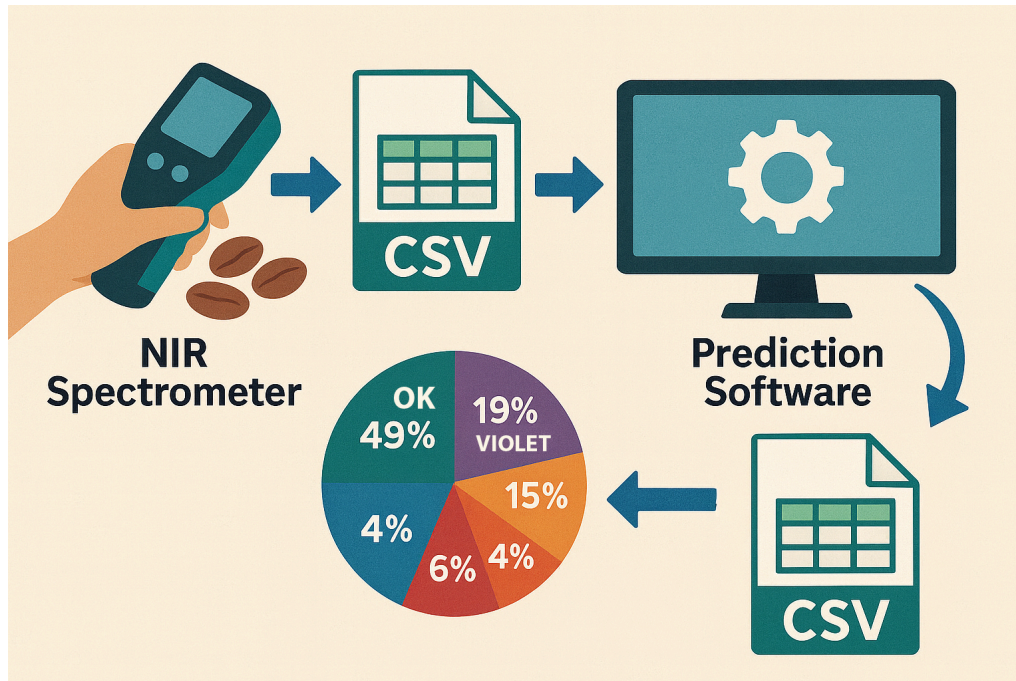 CSV
NIR
Spectrometer
Prediction
Software
OK
49%
19%
VIOLET
15%
4%
6%
4%
CSV